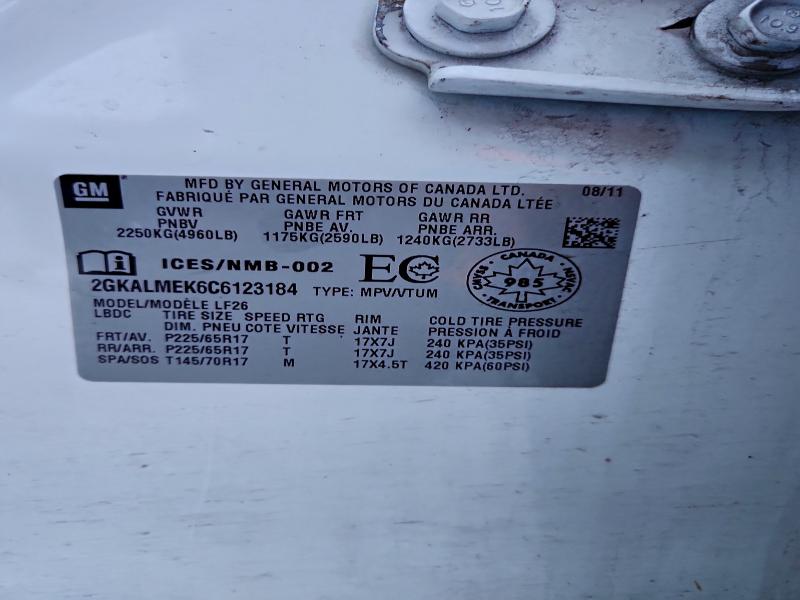 GM
MFD BY GENERAL MOTORS OF CANADA LTD. 08/11
FABRIQUÉ PAR GENERAL MOTORS DU CANADA LTÉE
GVWR GAWR FRT GAWR RR
PNBV PNBE AV. PNBE ARR.
2250KG(4960LB) 1175KG(2590LB) 1240KG(2733LB)
ICES/NMB-002 EC
CANADA
985
TRANSPORT
2GKALMEK6C6123184 TYPE: MPV/VTUM
MODEL/MODÈLE LF26
LBDC TIRE SIZE SPEED RTG RIM COLD TIRE PRESSURE
DIM. PNEU COTE VITESSE JANTE PRESSION À FROID
FRT/AV. P225/65R17 T 17X7J 240 KPA(35PSI)
RR/ARR. P225/65R17 T 17X7J 240 KPA(35PSI)
SPA/SOS T145/70R17 M 17X4.5T 420 KPA(60PSI)